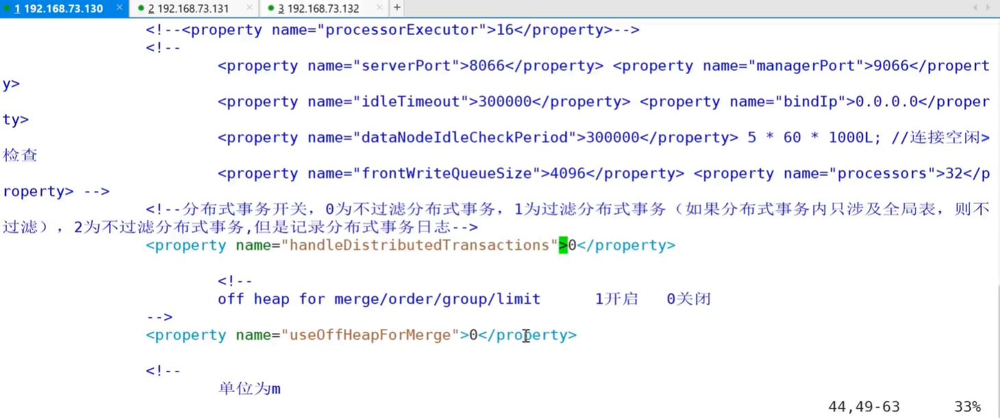 1 192.168.73.130 × 2 192.168.73.131 × 3 192.168.73.132 × +
<!--<property name="processorExecutor">16</property>-->
<!--
<property name="serverPort">8066</property> <property name="managerPort">9066</propert
y>
<property name="idleTimeout">300000</property> <property name="bindIp">0.0.0.0</proper
ty>
<property name="dataNodeIdleCheckPeriod">300000</property> 5 * 60 * 1000L; //连接空闲>
检查
<property name="frontWriteQueueSize">4096</property> <property name="processors">32</p
roperty> -->
<!--分布式事务开关，0为不过滤分布式事务，1为过滤分布式事务（如果分布式事务内只涉及全局表，则不
过滤），2为不过滤分布式事务,但是记录分布式事务日志-->
<property name="handleDistributedTransactions">0</property>
<!--
off heap for merge/order/group/limit 1开启 0关闭
-->
<property name="useOffHeapForMerge">0</property>
<!--
单位为m
44,49-63 33%